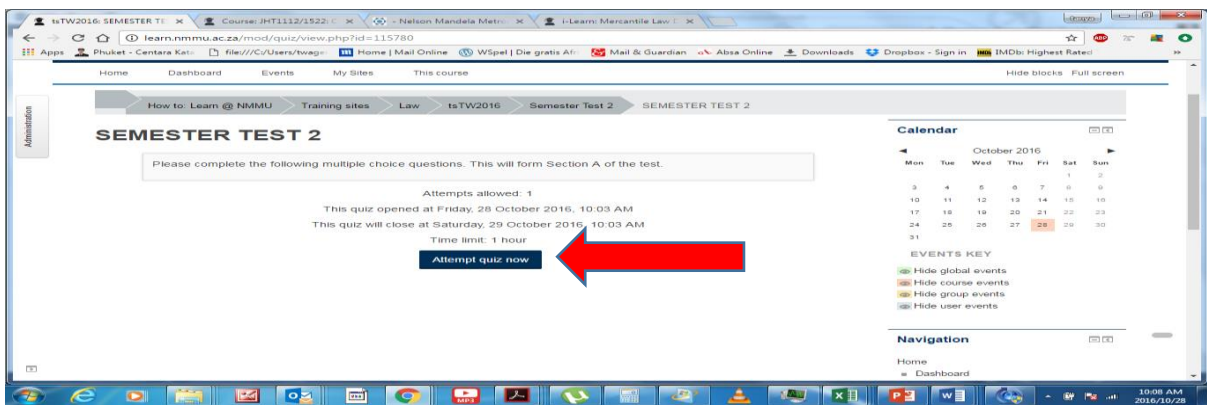 tsTW2016: SEMESTER TE
Course: JHT1112/1522: C
- Nelson Mandela Metro
i-Learn: Mercantile Law
learn.nmmu.ac.za/mod/quiz/view.php?id=115780
Apps Phuket - Centara Kata file:///C:/Users/twage Home | Mail Online WSpel | Die gratis Afr Mail & Guardian Absa Online Downloads Dropbox - Sign in IMDb: Highest Rated
Home Dashboard Events My Sites This course Hide blocks Full screen
Administration
How to: Learn @ NMMU Training sites Law tsTW2016 Semester Test 2 SEMESTER TEST 2
SEMESTER TEST 2
Please complete the following multiple choice questions. This will form Section A of the test.
Attempts allowed: 1
This quiz opened at Friday, 28 October 2016, 10:03 AM
This quiz will close at Saturday, 29 October 2016, 10:03 AM
Time limit: 1 hour
Attempt quiz now
Calendar
October 2016
Mon Tue Wed Thu Fri Sat Sun
1 2
3 4 5 6 7 8 9
10 11 12 13 14 15 16
17 18 19 20 21 22 23
24 25 26 27 28 29 30
31
EVENTS KEY
Hide global events
Hide course events
Hide group events
Hide user events
Navigation
Home
Dashboard
10:08 AM
2016/10/28